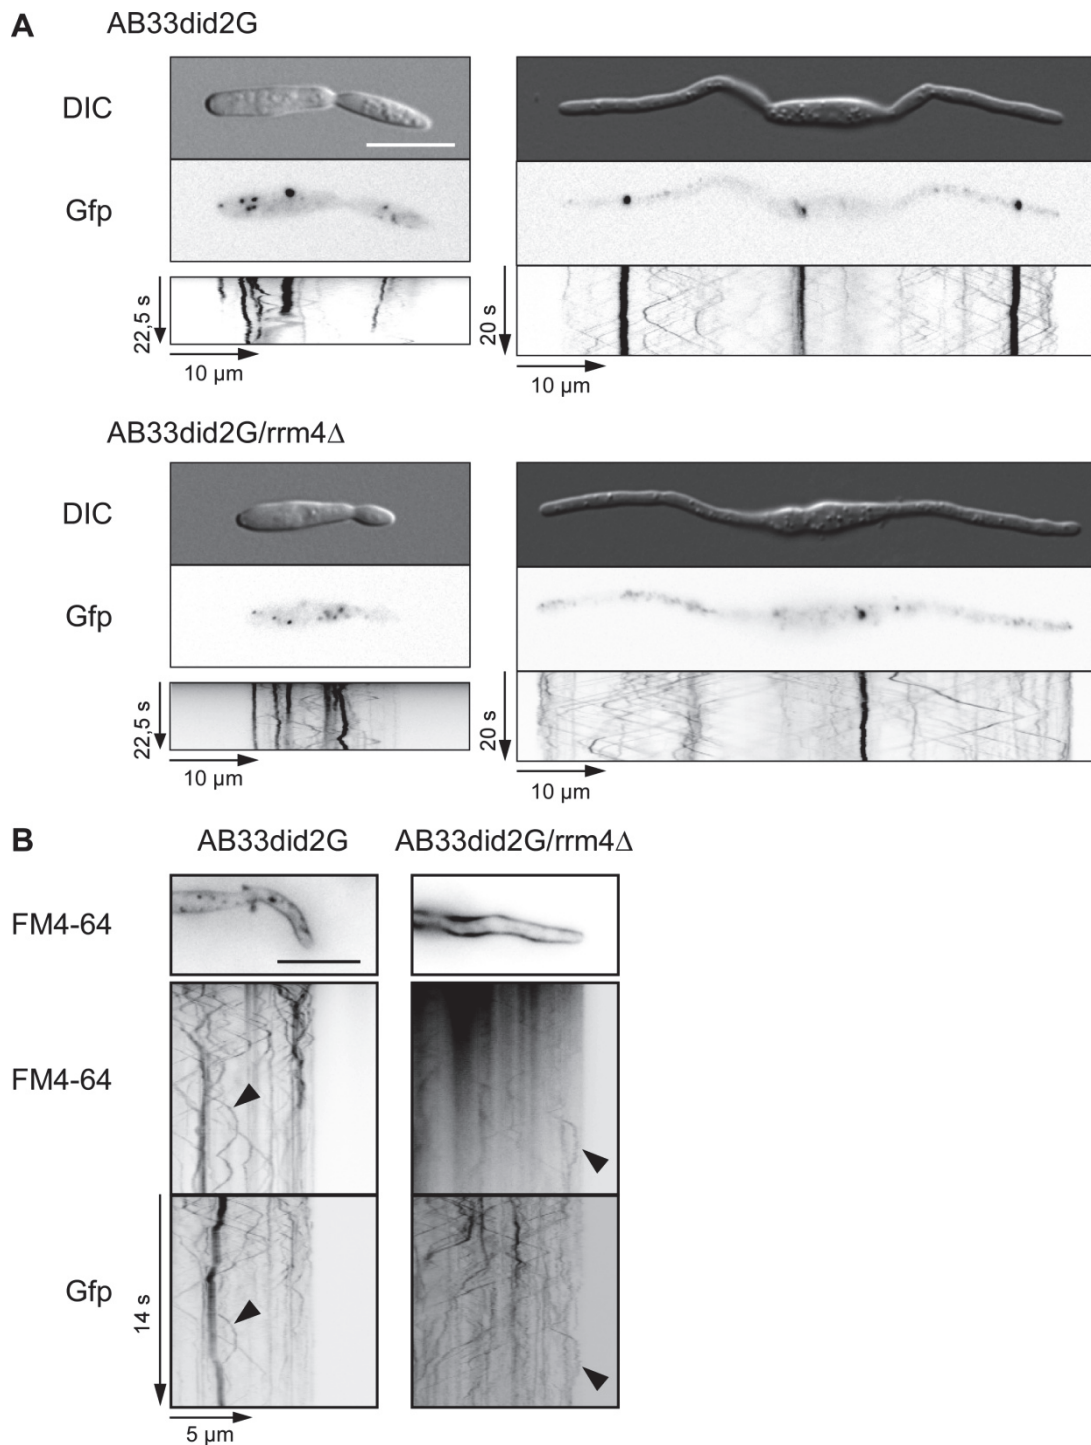 A AB33did2G
DIC
Gfp
22,5 s
20 s
10 µm
10 µm
AB33did2G/rrm4Δ
DIC
Gfp
22,5 s
20 s
10 µm
10 µm
B AB33did2G AB33did2G/rrm4Δ
FM4-64
FM4-64
Gfp
14 s
5 µm